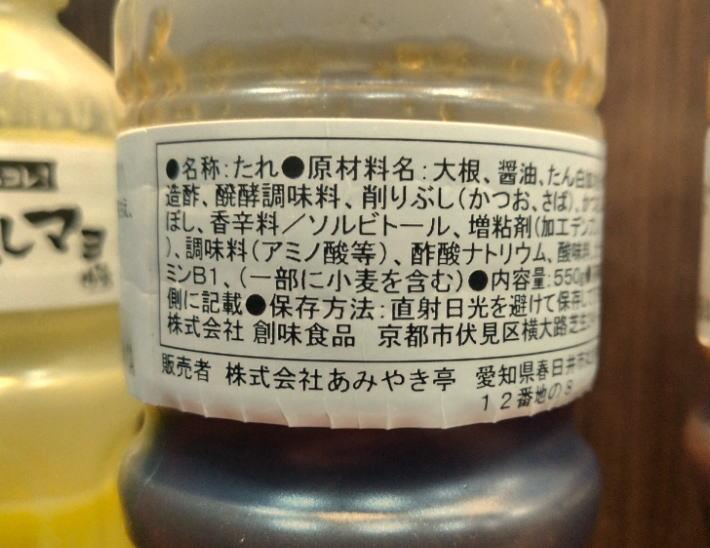 ●名称:たれ●原材料名:大根、醤油、たん白
造酢、醗酵調味料、削りぶし(かつお、さば)、かつ
ぼし、香辛料/ソルビトール、増粘剤(加工デンプ
)、調味料(アミノ酸等)、酢酸ナトリウム、酸味料、
ミンB1、(一部に小麦を含む)●内容量:550g●
側に記載●保存方法:直射日光を避けて保存し
株式会社 創味食品 京都市伏見区横大路芝生
販売者 株式会社あみやき亭 愛知県春日井市
12番地の8
マヨ